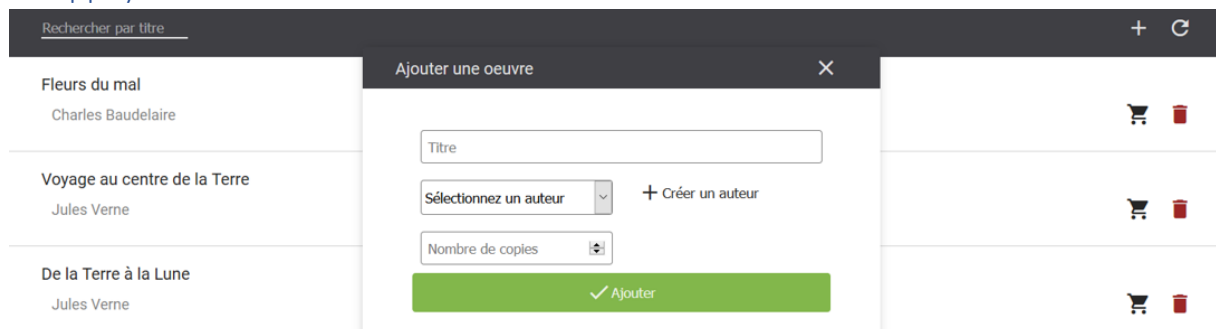 Rechercher par titre
Ajouter une oeuvre
Fleurs du mal
Charles Baudelaire
Titre
Voyage au centre de la Terre
Sélectionnez un auteur
Créer un auteur
Jules Verne
Nombre de copies
De la Terre à la Lune
Ajouter
Jules Verne